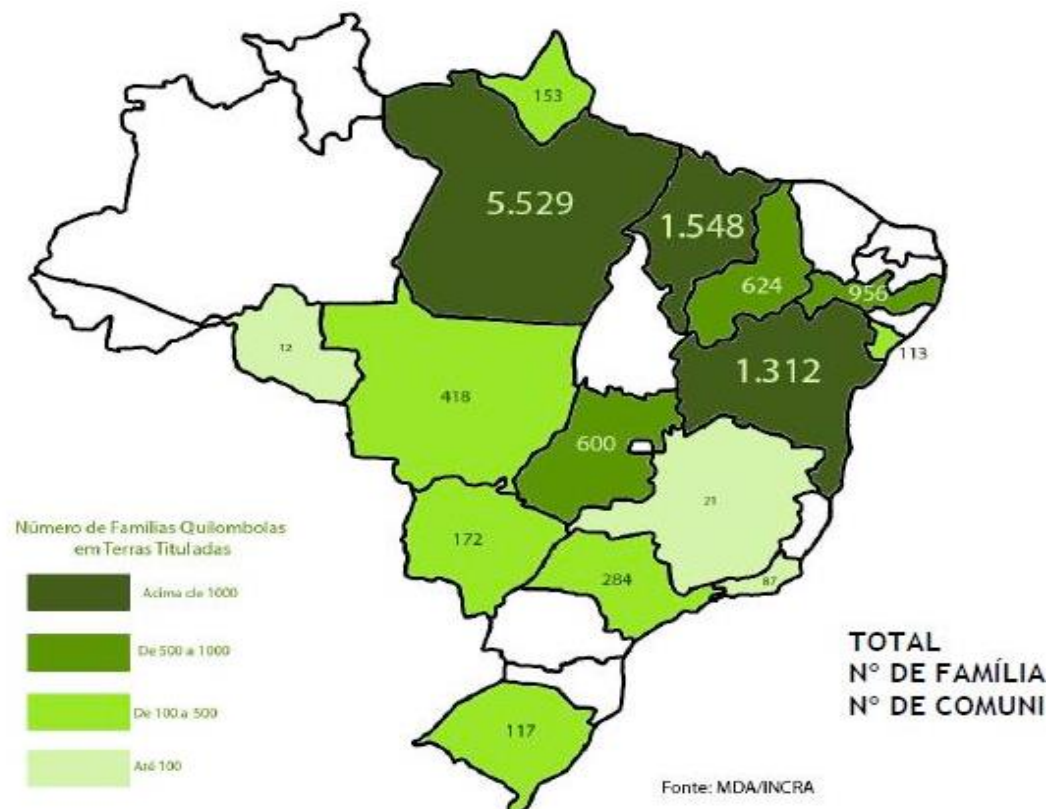 153
5.529
1.548
624
956
113
12
418
1.312
600
21
172
284
87
117
Número de Famílias Quilombolas
em Terras Tituladas
Acima de 1000
De 500 a 1000
De 100 a 500
Até 100
TOTAL
Nº DE FAMÍLIA
Nº DE COMUNI
Fonte: MDA/INCRA